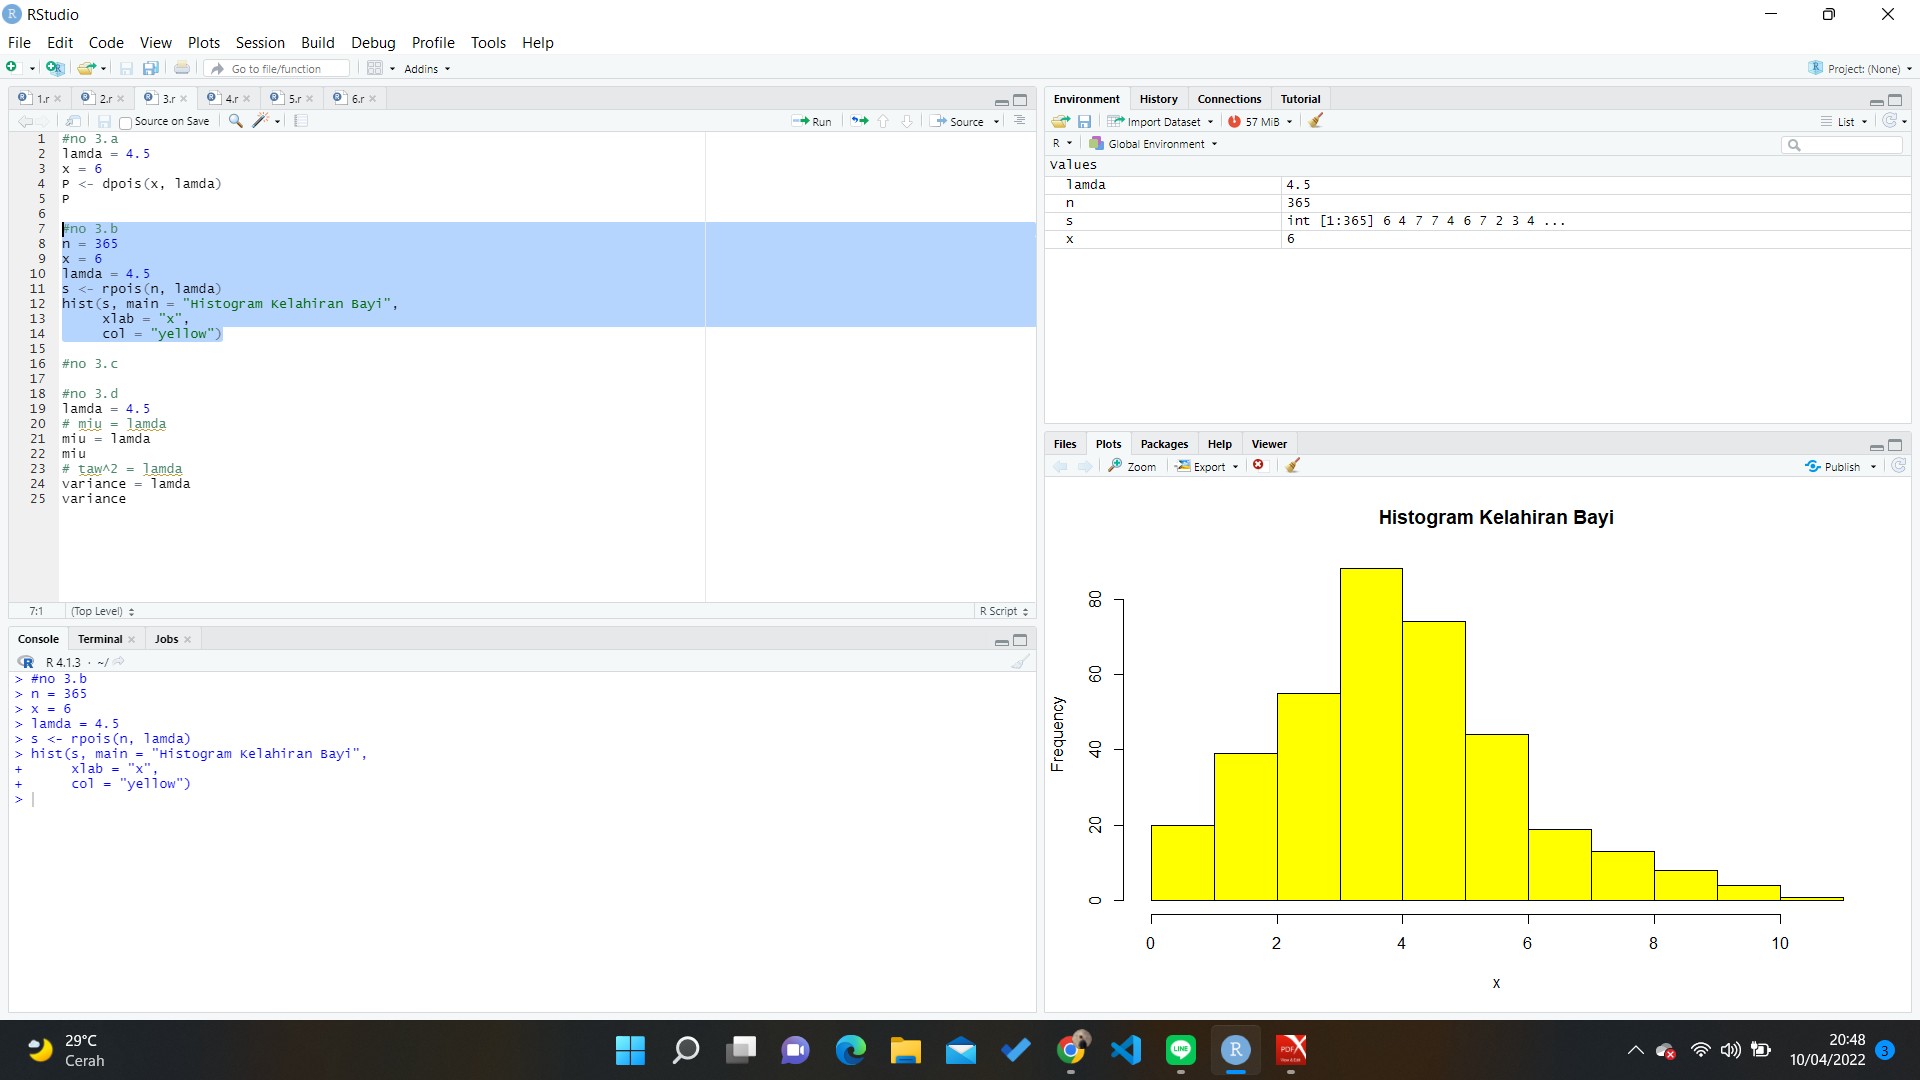 RStudio
File Edit Code View Plots Session Build Debug Profile Tools Help
Go to file/function Addins Project: (None)
1.r 2.r 3.r 4.r 5.r 6.r
Source on Save Run Source
1 #no 3.a
2 lamda = 4.5
3 x = 6
4 P <- dpois(x, lamda)
5 P
6
7 #no 3.b
8 n = 365
9 x = 6
10 lamda = 4.5
11 s <- rpois(n, lamda)
12 hist(s, main = "Histogram Kelahiran Bayi",
13 xlab = "x",
14 col = "yellow")
15
16 #no 3.c
17
18 #no 3.d
19 lamda = 4.5
20 # miu = lamda
21 miu = lamda
22 miu
23 # taw^2 = lamda
24 variance = lamda
25 variance
7:1 (Top Level) R Script
Console Terminal Jobs
R 4.1.3 · ~/
> #no 3.b
> n = 365
> x = 6
> lamda = 4.5
> s <- rpois(n, lamda)
> hist(s, main = "Histogram Kelahiran Bayi",
+ xlab = "x",
+ col = "yellow")
>
Environment History Connections Tutorial
Import Dataset 57 MiB List
R Global Environment
Values
lamda 4.5
n 365
s int [1:365] 6 4 7 7 4 6 7 2 3 4 ...
x 6
Files Plots Packages Help Viewer
Zoom Export Publish
Histogram Kelahiran Bayi
Frequency
80
60
40
20
0
0 2 4 6 8 10
x
29°C
Cerah
LINE
R
PDF
20:48
10/04/2022
3